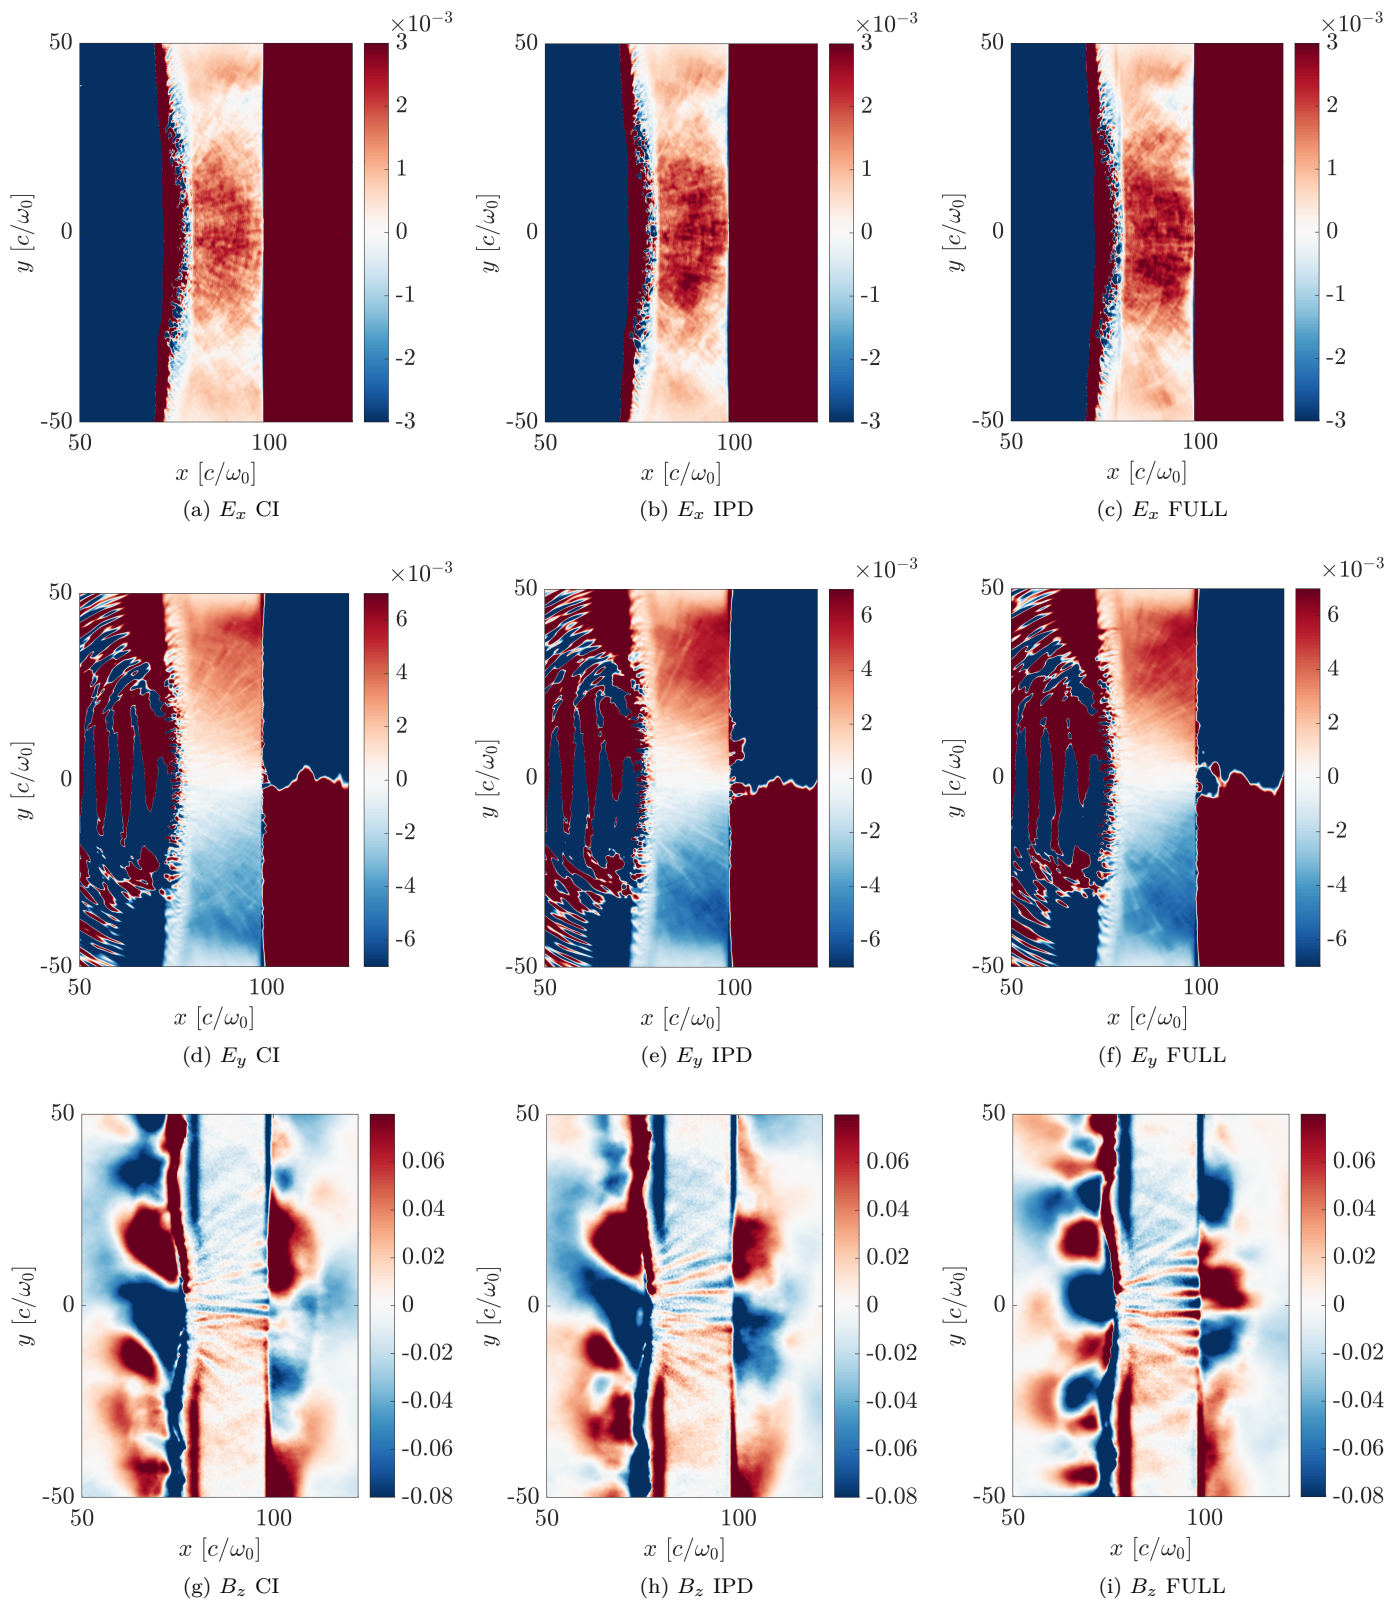 ×10⁻³ ×10⁻³ ×10⁻³
50 3 50 3 50 3
2 2 2
1 1 1
y [c/ω₀] 0 0 y [c/ω₀] 0 0 y [c/ω₀] 0 0
-1 -1 -1
-2 -2 -2
-50 -3 -50 -3 -50 -3
50 100 50 100 50 100
x [c/ω₀] x [c/ω₀] x [c/ω₀]
(a) Eₓ CI (b) Eₓ IPD (c) Eₓ FULL
×10⁻³ ×10⁻³ ×10⁻³
50 50 50
6 6 6
4 4 4
2 2 2
y [c/ω₀] 0 0 y [c/ω₀] 0 0 y [c/ω₀] 0 0
-2 -2 -2
-4 -4 -4
-6 -6 -6
-50 -50 -50
50 100 50 100 50 100
x [c/ω₀] x [c/ω₀] x [c/ω₀]
(d) E_y CI (e) E_y IPD (f) E_y FULL
50 50 50
0.06 0.06 0.06
0.04 0.04 0.04
0.02 0.02 0.02
y [c/ω₀] 0 0 y [c/ω₀] 0 0 y [c/ω₀] 0 0
-0.02 -0.02 -0.02
-0.04 -0.04 -0.04
-0.06 -0.06 -0.06
-50 -0.08 -50 -0.08 -50 -0.08
50 100 50 100 50 100
x [c/ω₀] x [c/ω₀] x [c/ω₀]
(g) B_z CI (h) B_z IPD (i) B_z FULL